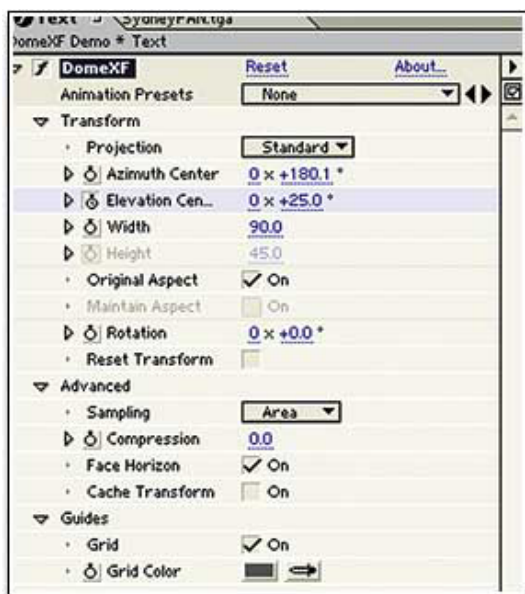 Text SydneyPAN.tga
DomeXF Demo * Text
DomeXF Reset About...
Animation Presets None
Transform
Projection Standard
Azimuth Center 0 x +180.1 °
Elevation Cen... 0 x +25.0 °
Width 90.0
Height 45.0
Original Aspect On
Maintain Aspect On
Rotation 0 x +0.0 °
Reset Transform
Advanced
Sampling Area
Compression 0.0
Face Horizon On
Cache Transform On
Guides
Grid On
Grid Color